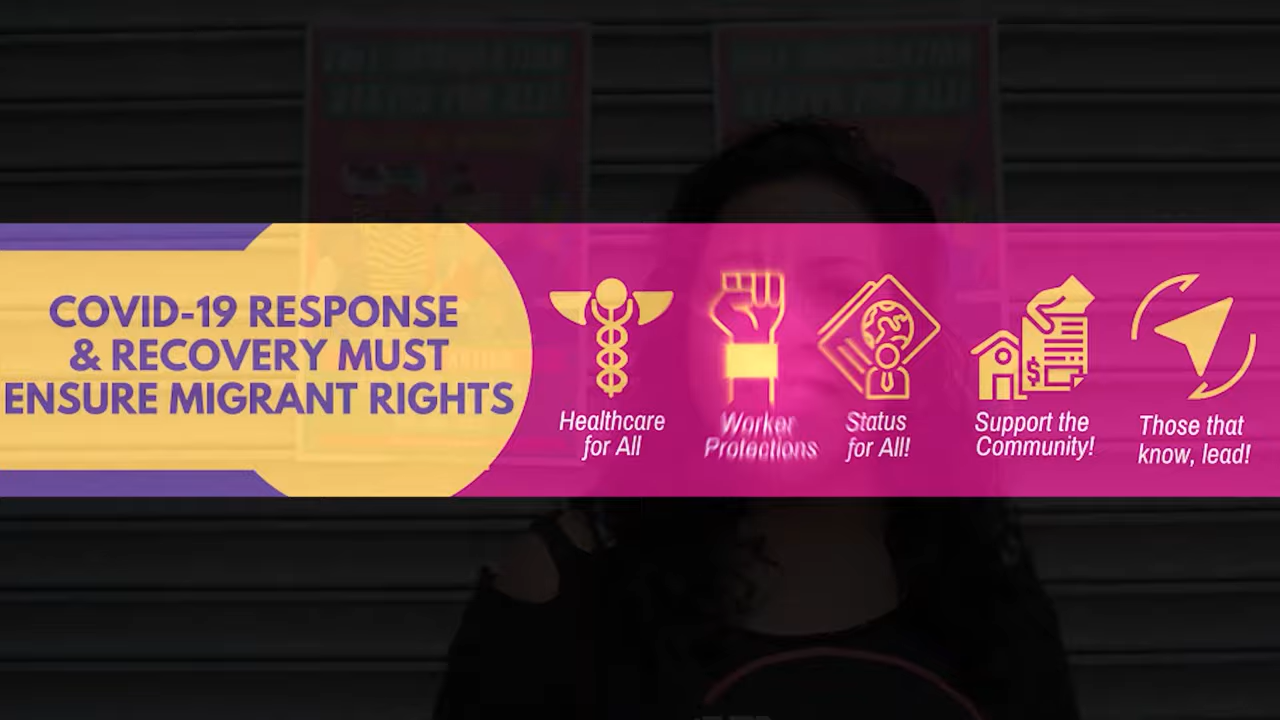 COVID-19 RESPONSE
& RECOVERY MUST
ENSURE MIGRANT RIGHTS
Healthcare
for All
Worker
Protections
Status
for All!
Support the
Community!
Those that
know, lead!